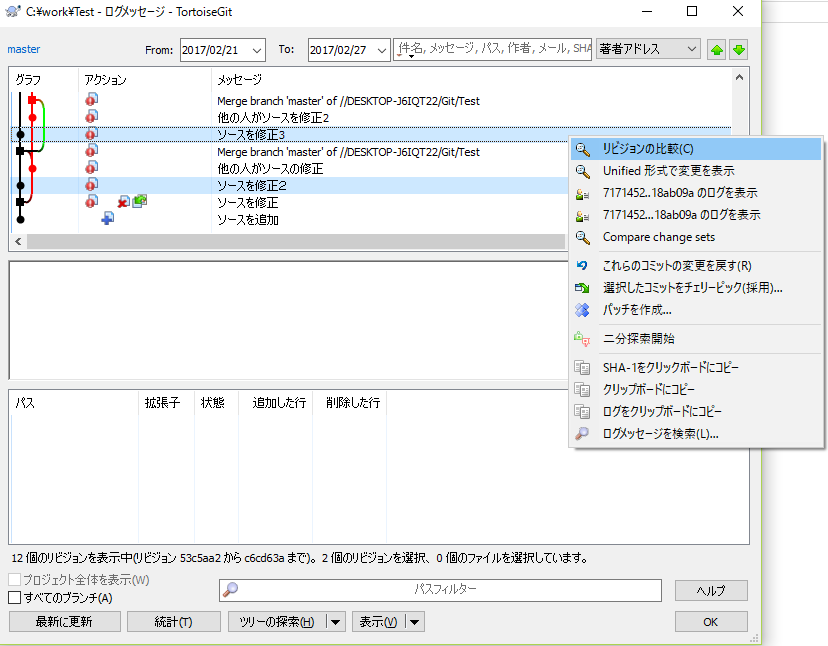 C:¥work¥Test - ログメッセージ - TortoiseGit
master
From: 2017/02/21 To: 2017/02/27 件名, メッセージ, パス, 作者, メール, SHA 著者アドレス
グラフ アクション メッセージ
Merge branch 'master' of //DESKTOP-J6IQT22/Git/Test
他の人がソースを修正2
ソースを修正3
Merge branch 'master' of //DESKTOP-J6IQT22/Git/Test
他の人がソースの修正
ソースを修正2
ソースを修正
ソースを追加
リビジョンの比較(C)
Unified 形式で変更を表示
7171452..18ab09a のログを表示
7171452...18ab09a のログを表示
Compare change sets
これらのコミットの変更を戻す(R)
選択したコミットをチェリーピック(採用)...
パッチを作成...
二分探索開始
SHA-1をクリックボードにコピー
クリップボードにコピー
ログをクリップボードにコピー
ログメッセージを検索(L)...
パス 拡張子 状態 追加した行 削除した行
12 個のリビジョンを表示中(リビジョン 53c5aa2 から c6cd63a まで)。2 個のリビジョンを選択、0 個のファイルを選択しています。
プロジェクト全体を表示(W)
すべてのブランチ(A)
パスフィルター
ヘルプ
最新に更新 統計(T) ツリーの探索(H) 表示(V) OK